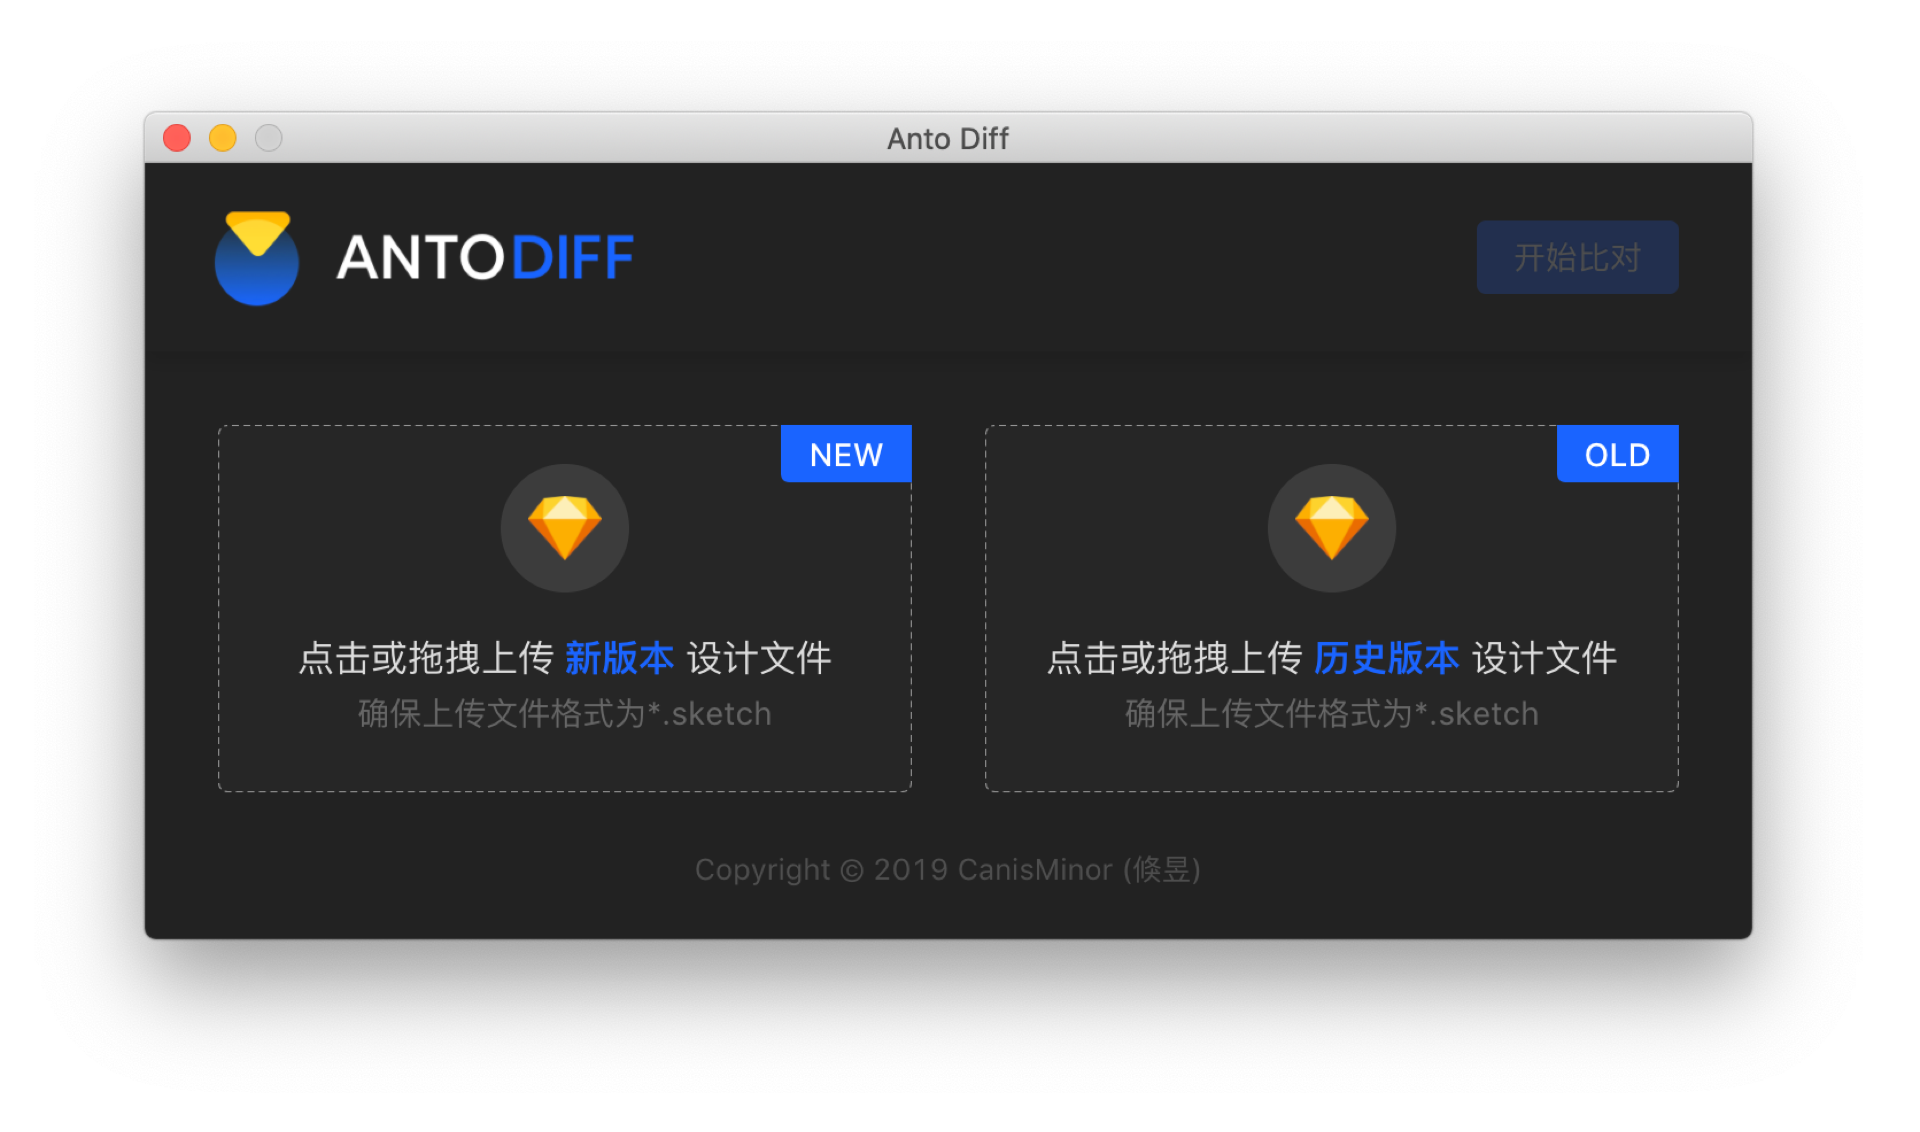 Anto Diff
ANTODIFF
开始比对
NEW
点击或拖拽上传 新版本 设计文件
确保上传文件格式为*.sketch
OLD
点击或拖拽上传 历史版本 设计文件
确保上传文件格式为*.sketch
Copyright © 2019 CanisMinor (倏昱)